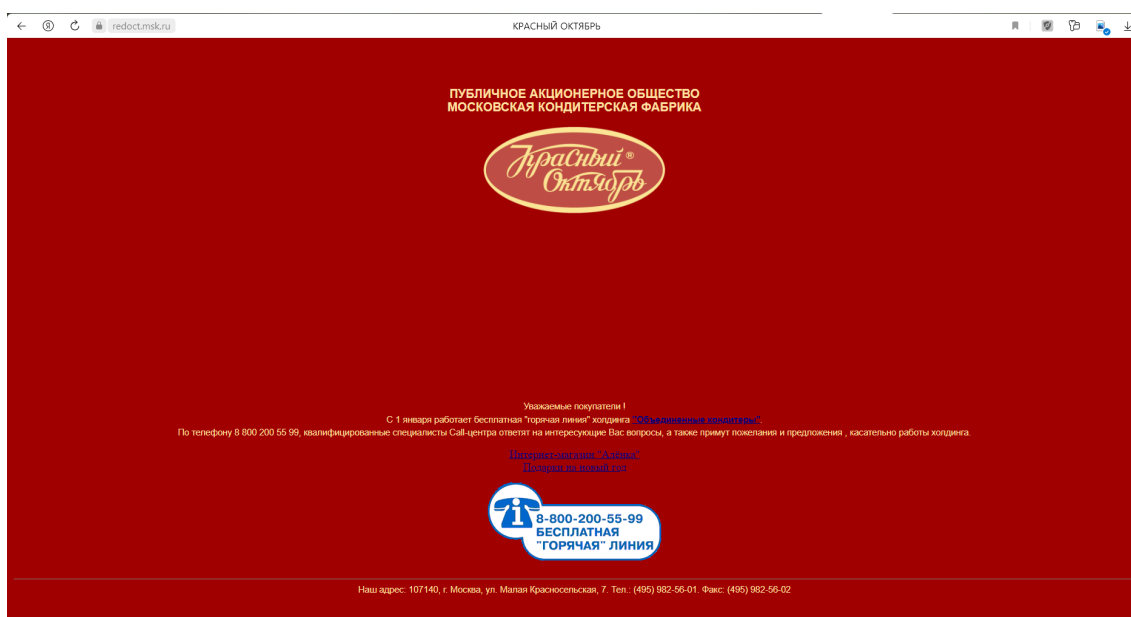 redoct.msk.ru
КРАСНЫЙ ОКТЯБРЬ
ПУБЛИЧНОЕ АКЦИОНЕРНОЕ ОБЩЕСТВО
МОСКОВСКАЯ КОНДИТЕРСКАЯ ФАБРИКА
Красный®
Октябрь
Уважаемые покупатели !
С 1 января работает бесплатная "горячая линия" холдинга "Объединенные кондитеры".
По телефону 8 800 200 55 99, квалифицированные специалисты Call-центра ответят на интересующие Вас вопросы, а также примут пожелания и предложения , касательно работы холдинга.
Интернет-магазин "Алёнка"
Подарки на новый год
8-800-200-55-99
БЕСПЛАТНАЯ
"ГОРЯЧАЯ" ЛИНИЯ
Наш адрес: 107140, г. Москва, ул. Малая Красносельская, 7. Тел.: (495) 982-56-01. Факс: (495) 982-56-02